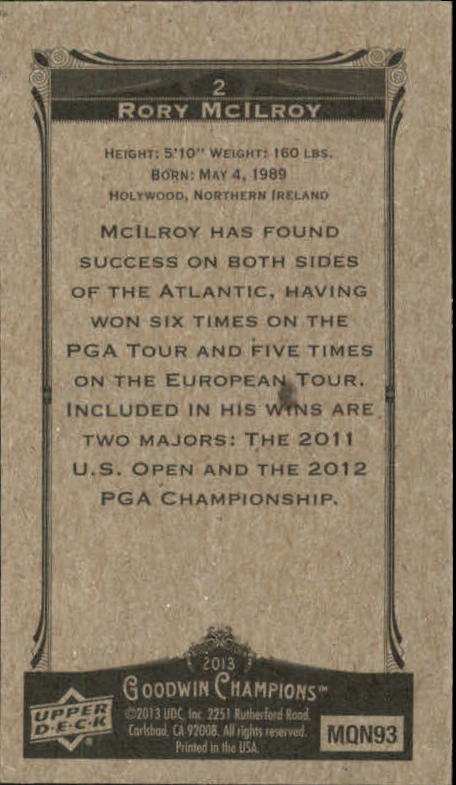 2
RORY MCILROY
HEIGHT: 5'10" WEIGHT: 160 LBS.
BORN: MAY 4, 1989
HOLYWOOD, NORTHERN IRELAND
MCILROY HAS FOUND
SUCCESS ON BOTH SIDES
OF THE ATLANTIC, HAVING
WON SIX TIMES ON THE
PGA TOUR AND FIVE TIMES
ON THE EUROPEAN TOUR.
INCLUDED IN HIS WINS ARE
TWO MAJORS: THE 2011
U.S. OPEN AND THE 2012
PGA CHAMPIONSHIP.
2013
GOODWIN CHAMPIONS™
UPPER
D·E·C·K®
©2013 UDC, Inc. 2251 Rutherford Road,
Carlsbad, CA 92008. All rights reserved.
Printed in the USA.
MQN93